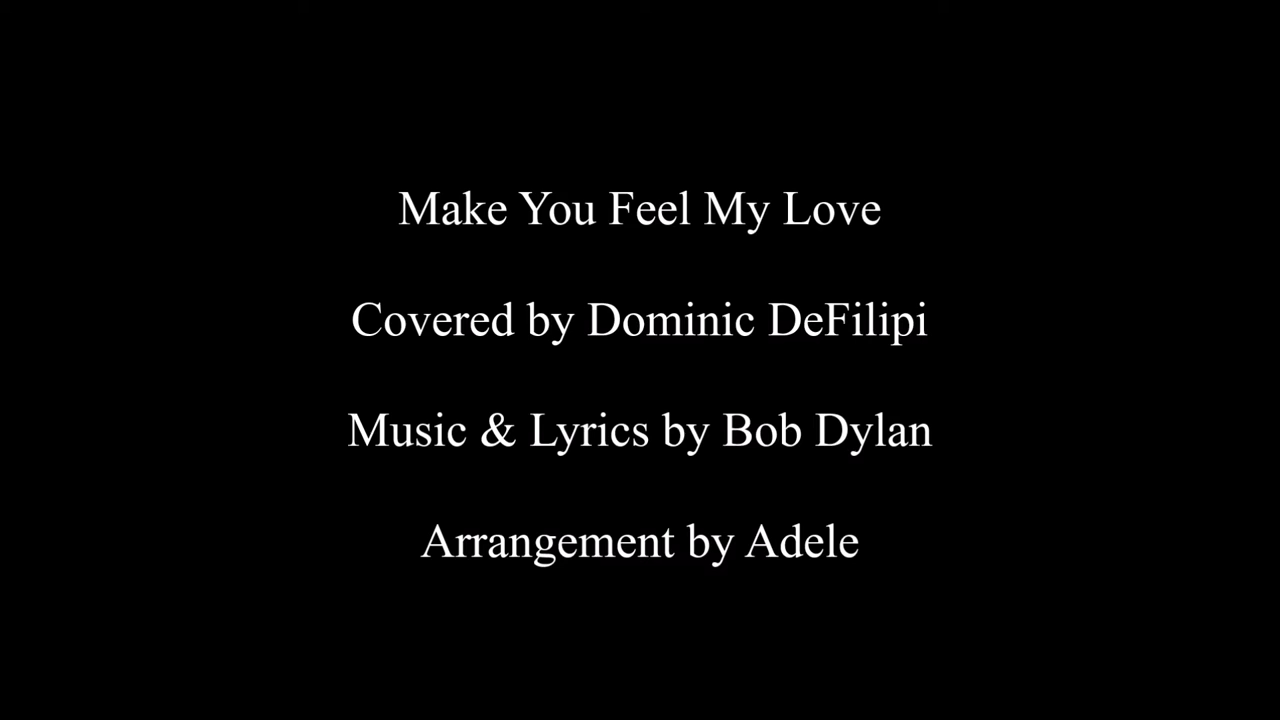 Make You Feel My Love
Covered by Dominic DeFilipi
Music & Lyrics by Bob Dylan
Arrangement by Adele